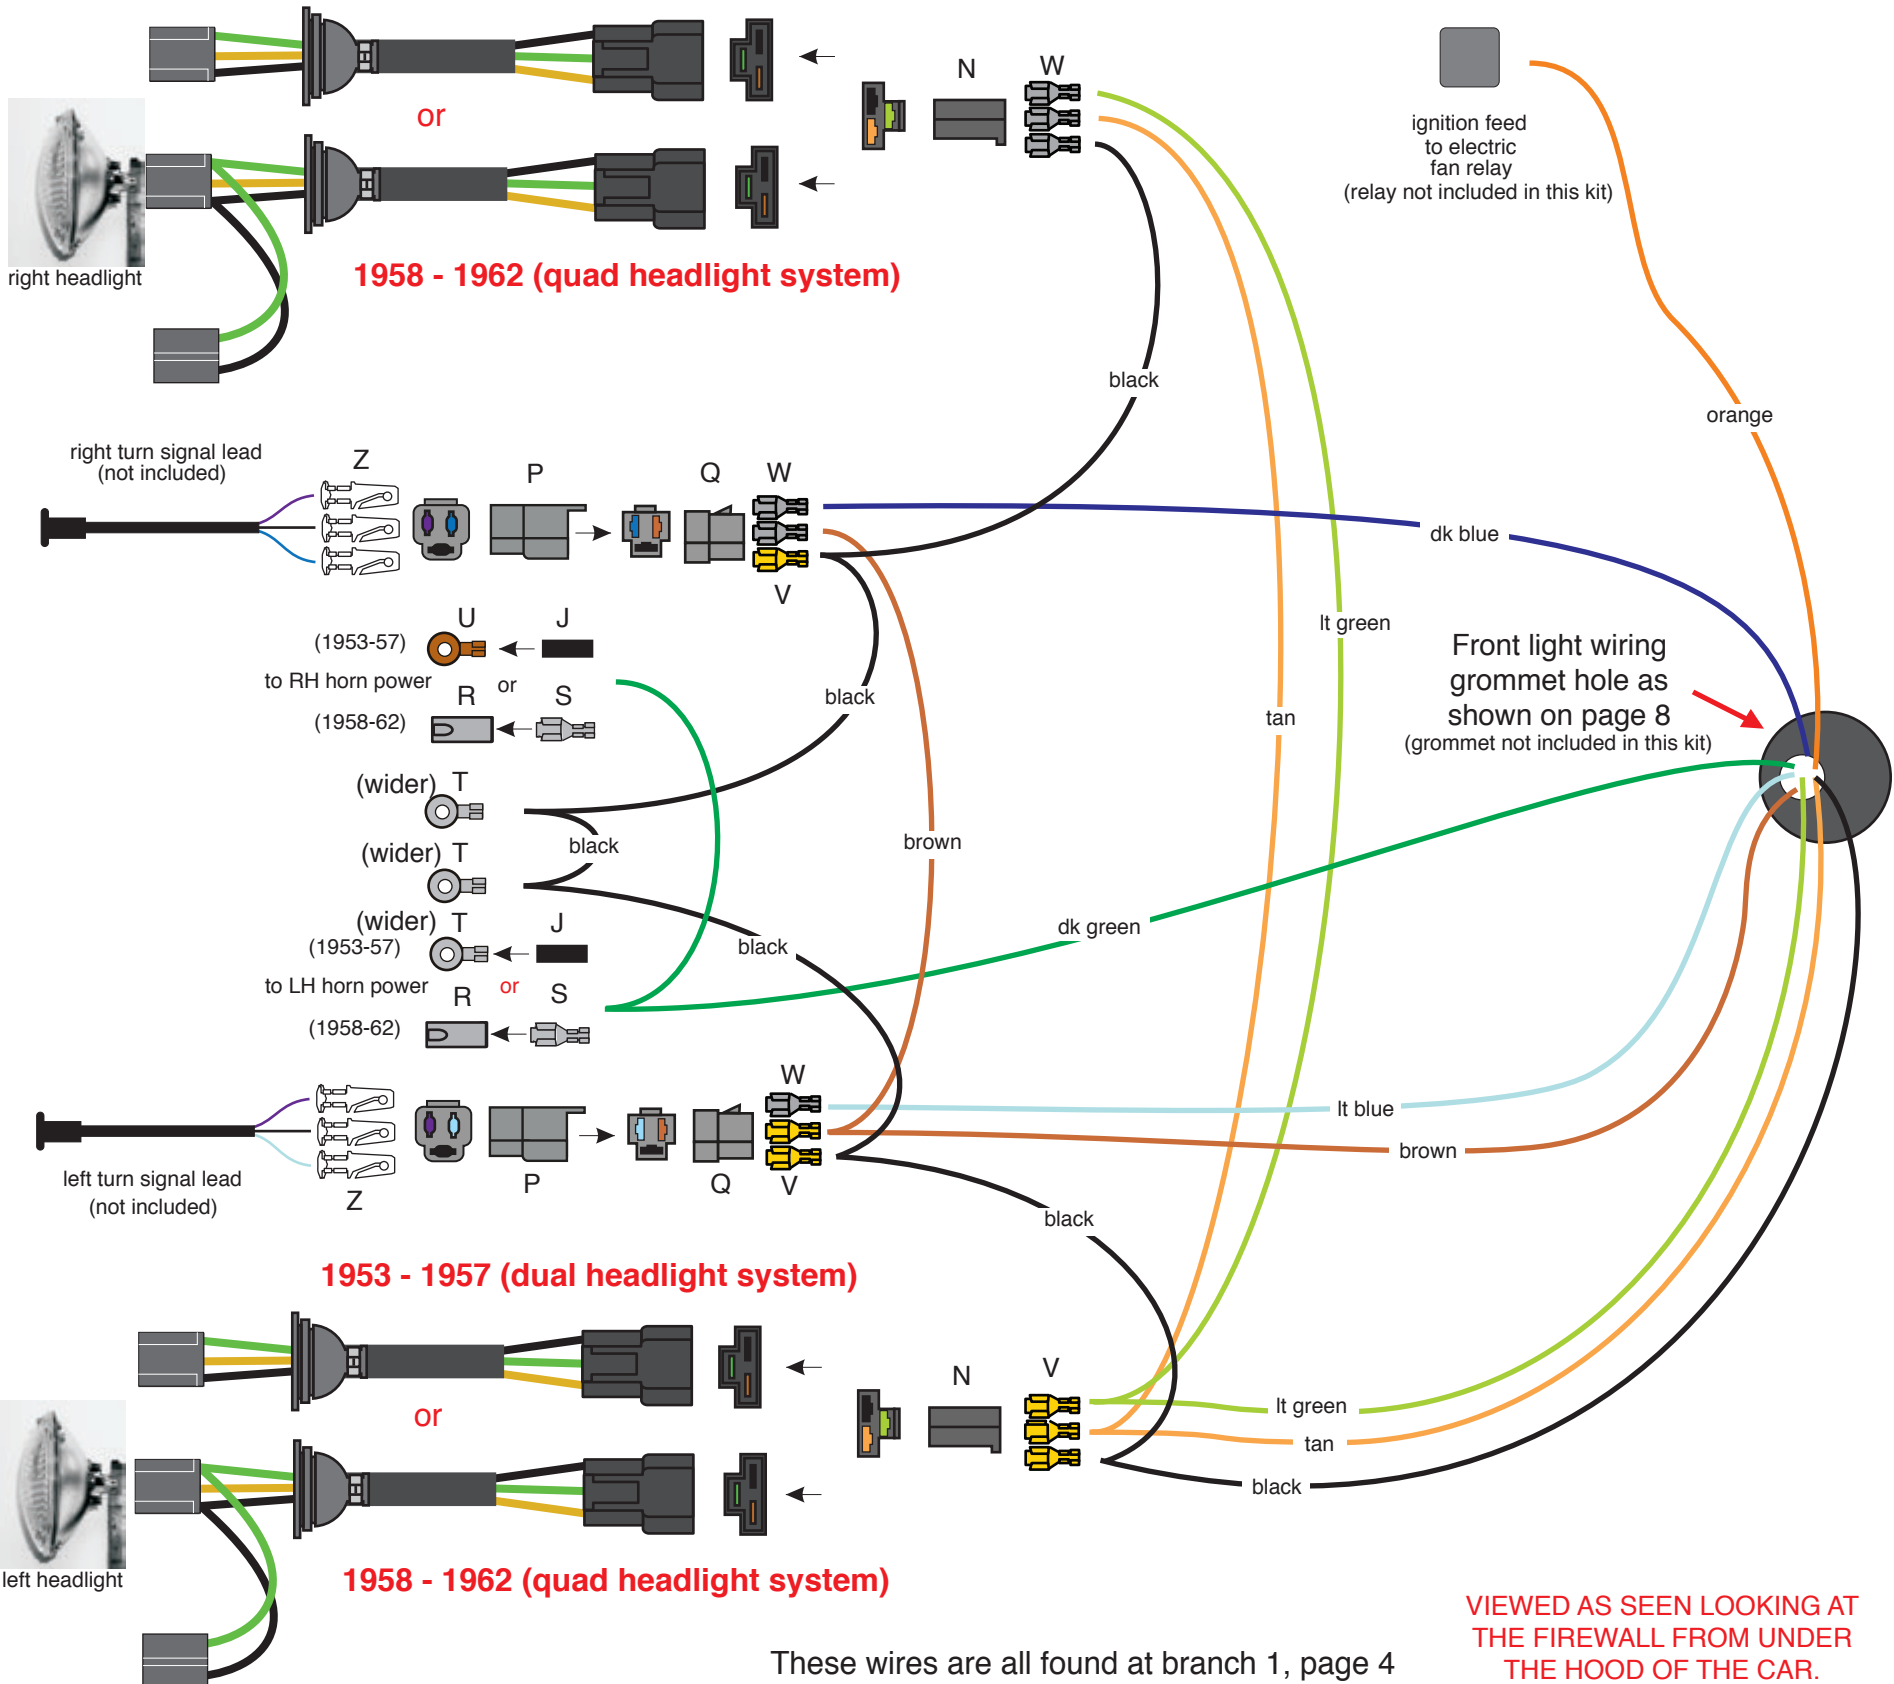 N
W
or
right headlight
1958 - 1962 (quad headlight system)
ignition feed
to electric
fan relay
(relay not included in this kit)
black
orange
right turn signal lead
(not included)
Z
P
Q
W
V
dk blue
U
J
(1953-57)
to RH horn power
or
R
S
(1958-62)
black
lt green
tan
Front light wiring
grommet hole as
shown on page 8
(grommet not included in this kit)
(wider)
T
black
brown
(wider)
T
(wider)
T
J
(1953-57)
to LH horn power
or
R
S
(1958-62)
black
dk green
W
lt blue
brown
left turn signal lead
(not included)
Z
P
Q
V
black
1953 - 1957 (dual headlight system)
N
V
or
lt green
tan
black
left headlight
1958 - 1962 (quad headlight system)
These wires are all found at branch 1, page 4
VIEWED AS SEEN LOOKING AT
THE FIREWALL FROM UNDER
THE HOOD OF THE CAR.